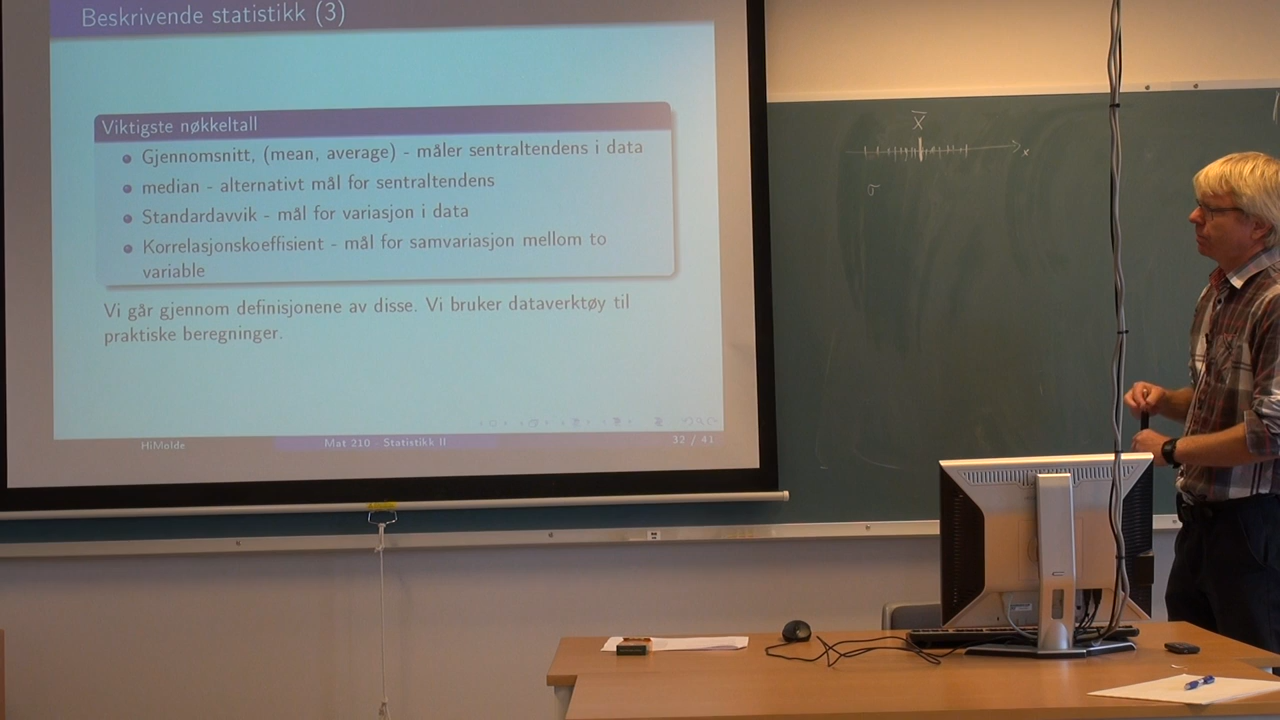 Beskrivende statistikk (3)
Viktigste nøkkeltall
Gjennomsnitt, (mean, average) - måler sentraltendens i data
median - alternativt mål for sentraltendens
Standardavvik - mål for variasjon i data
Korrelasjonskoeffisient - mål for samvariasjon mellom to
variable
Vi går gjennom definisjonene av disse. Vi bruker dataverktøy til
praktiske beregninger.
HiMolde Mat 210 - Statistikk II 32 / 41
X̅
x
σ